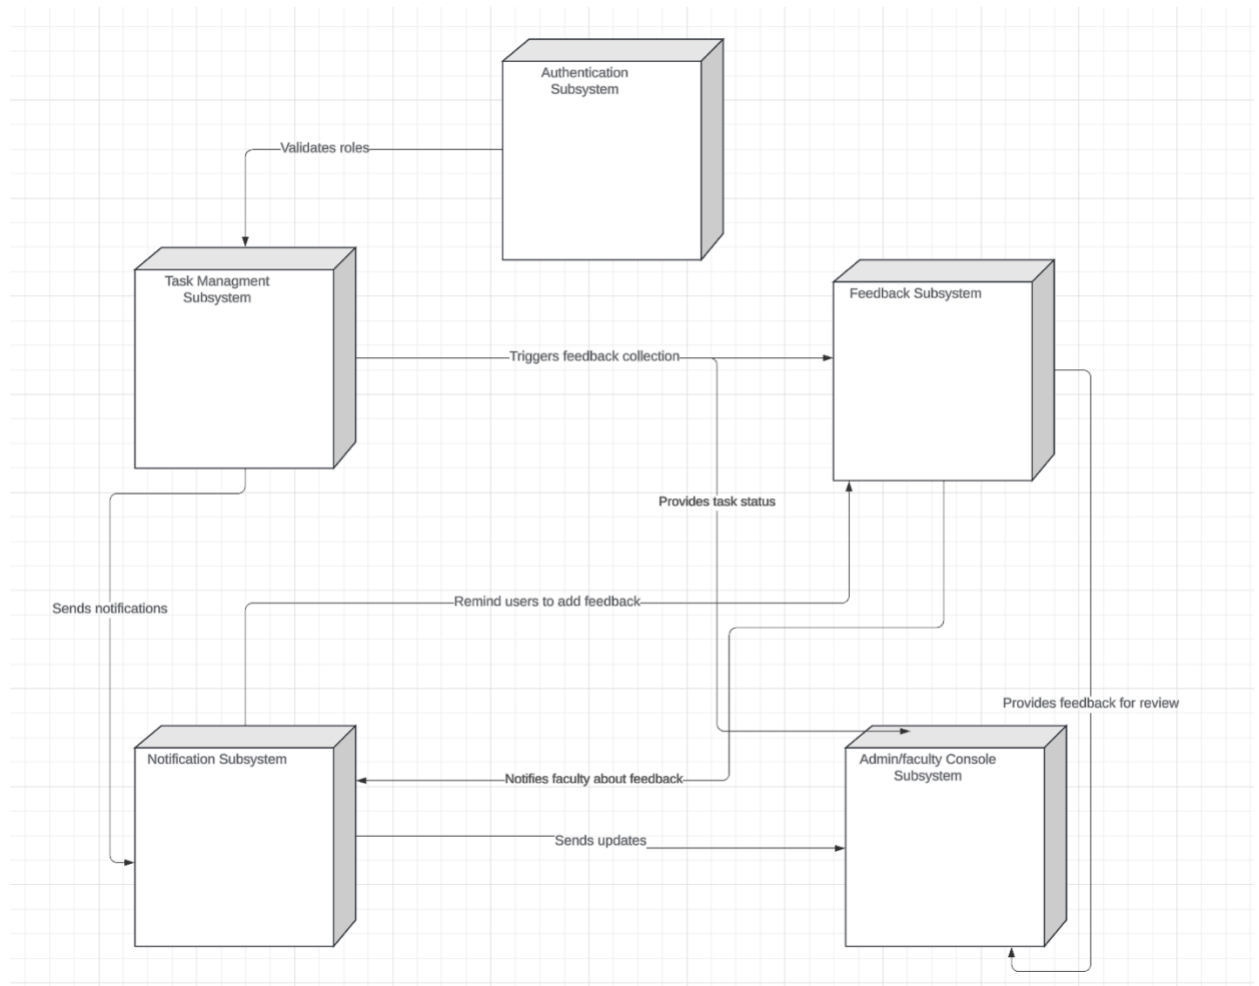 Authentication
Subsystem
Validates roles
Task Managment
Subsystem
Feedback Subsystem
Triggers feedback collection
Provides task status
Remind users to add feedback
Sends notifications
Provides feedback for review
Notification Subsystem
Admin/faculty Console
Subsystem
Notifies faculty about feedback
Sends updates